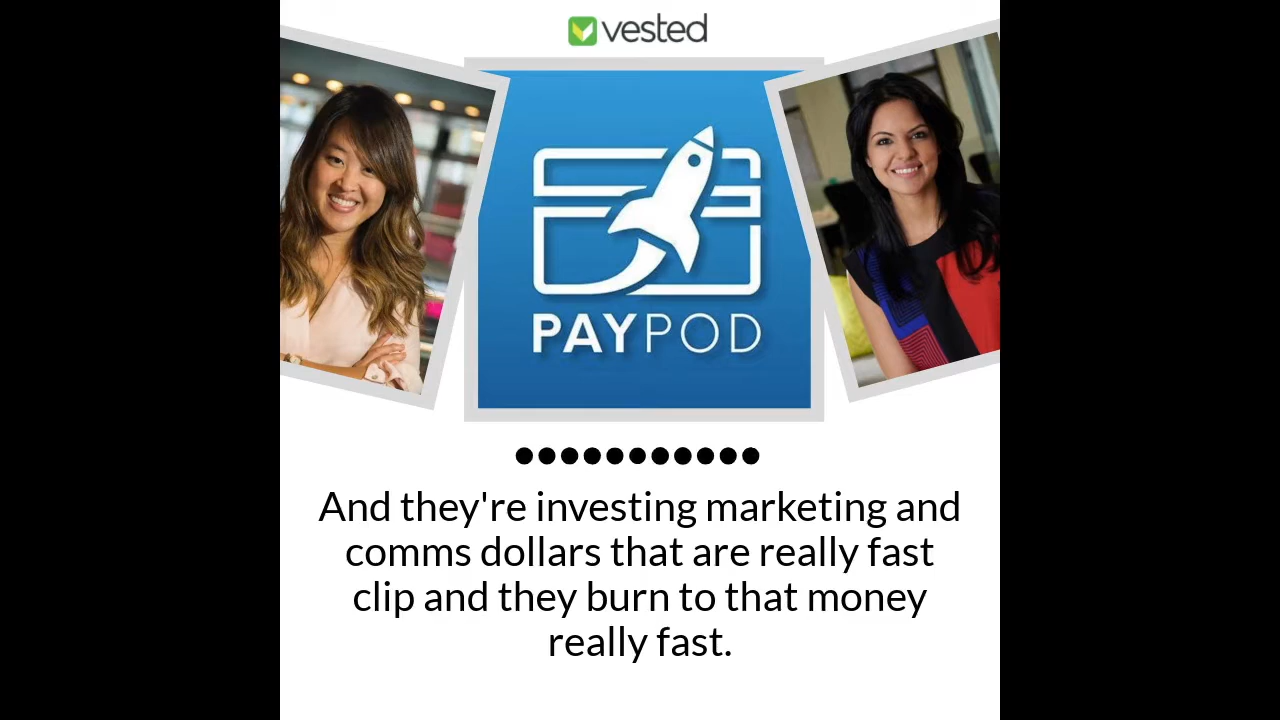 vested
PAYPOD
And they're investing marketing and
comms dollars that are really fast
clip and they burn to that money
really fast.